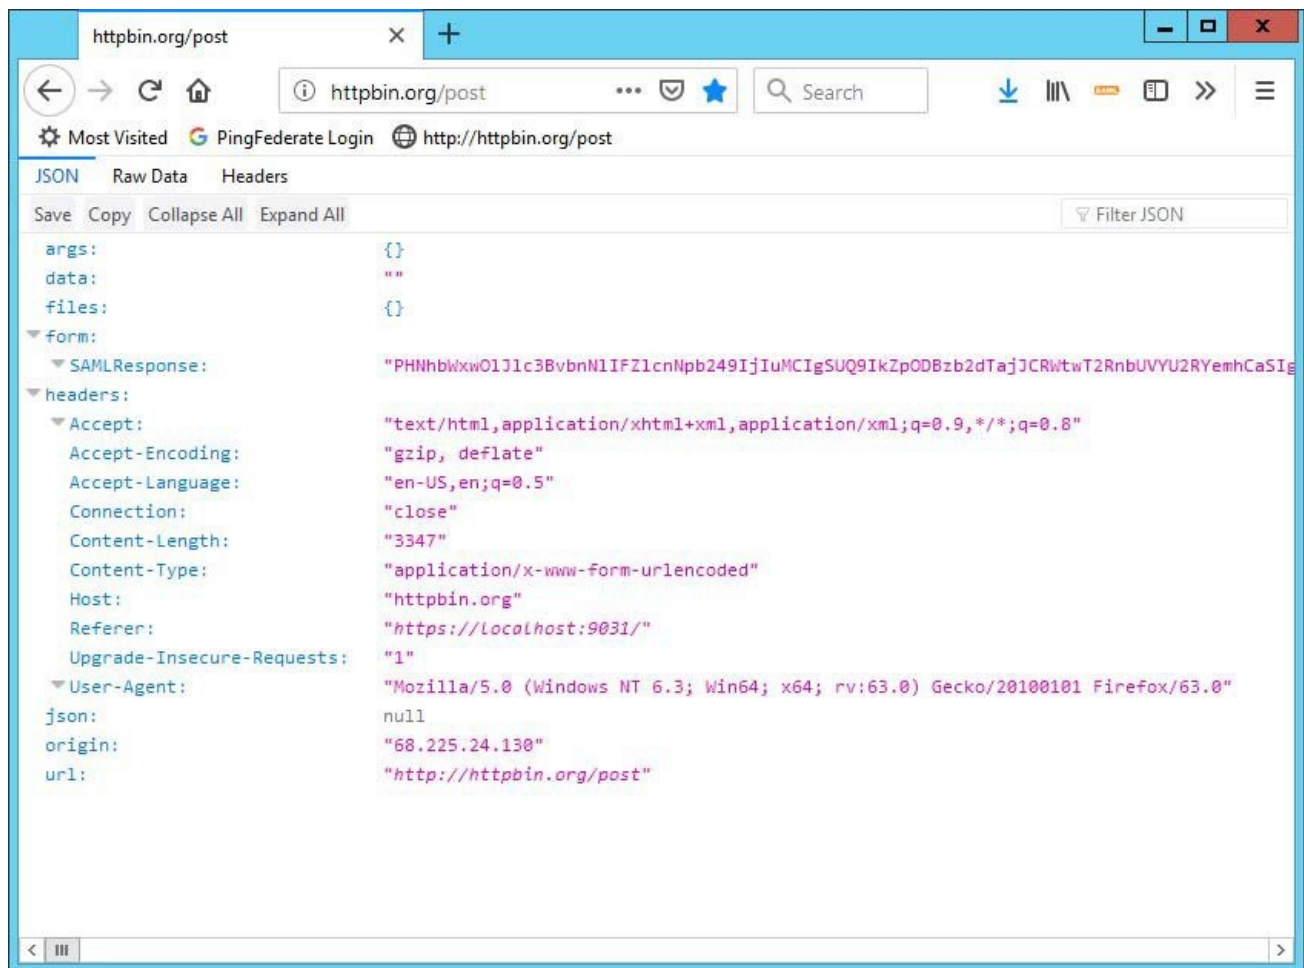 httpbin.org/post
httpbin.org/post
Search
Most Visited PingFederate Login http://httpbin.org/post
JSON Raw Data Headers
Save Copy Collapse All Expand All Filter JSON
args: {}
data: ""
files: {}
form:
SAMLResponse: "PHNhbWxwOlJlc3BvbnNlIFZlcnNpb249IjIuMCIgSUQ9IkZpODBzb2dTajJCRWtwT2RnbUVYU2RYemhCaSIg
headers:
Accept: "text/html,application/xhtml+xml,application/xml;q=0.9,*/*;q=0.8"
Accept-Encoding: "gzip, deflate"
Accept-Language: "en-US,en;q=0.5"
Connection: "close"
Content-Length: "3347"
Content-Type: "application/x-www-form-urlencoded"
Host: "httpbin.org"
Referer: "https://localhost:9031/"
Upgrade-Insecure-Requests: "1"
User-Agent: "Mozilla/5.0 (Windows NT 6.3; Win64; x64; rv:63.0) Gecko/20100101 Firefox/63.0"
json: null
origin: "68.225.24.130"
url: "http://httpbin.org/post"